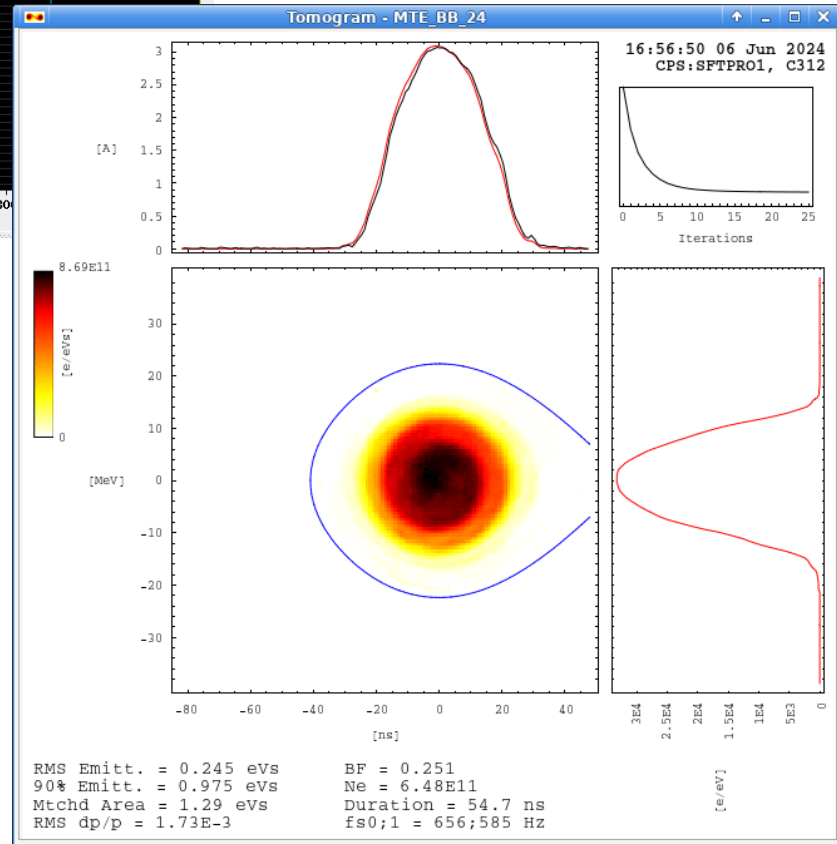 Tomogram - MTE_BB_24
16:56:50 06 Jun 2024
CPS:SFTPRO1, C312
3
2.5
2
1.5
1
0.5
0
[A]
0 5 10 15 20 25
Iterations
8.69E11
[e/eVs]
0
30
20
10
0
-10
-20
-30
[MeV]
-80 -60 -40 -20 0 20 40
[ns]
3E4
2.5E4
2E4
1.5E4
1E4
5E3
0
[e/eV]
RMS Emitt. = 0.245 eVs
90% Emitt. = 0.975 eVs
Mtchd Area = 1.29 eVs
RMS dp/p = 1.73E-3
BF = 0.251
Ne = 6.48E11
Duration = 54.7 ns
fs0;1 = 656;585 Hz